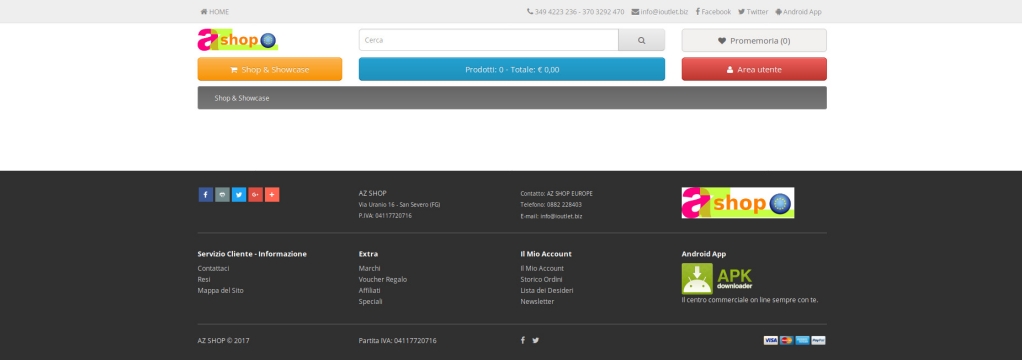 HOME
349 4223 236 - 370 3292 470
info@ioutlet.biz
Facebook
Twitter
Android App
a shop
Cerca
Promemoria (0)
Shop & Showcase
Prodotti: 0 - Totale: € 0,00
Area utente
Shop & Showcase
AZ SHOP
Via Uranio 16 - San Severo (FG)
P.IVA: 04117720716
Contatto: AZ SHOP EUROPE
Telefono: 0882 228403
E-mail: info@ioutlet.biz
a shop
Servizio Cliente - Informazione
Contattaci
Resi
Mappa del Sito
Extra
Marchi
Voucher Regalo
Affiliati
Speciali
Il Mio Account
Il Mio Account
Storico Ordini
Lista dei Desideri
Newsletter
Android App
APK
downloader
Il centro commerciale on line sempre con te.
AZ SHOP © 2017
Partita IVA: 04117720716
VISA
PayPal